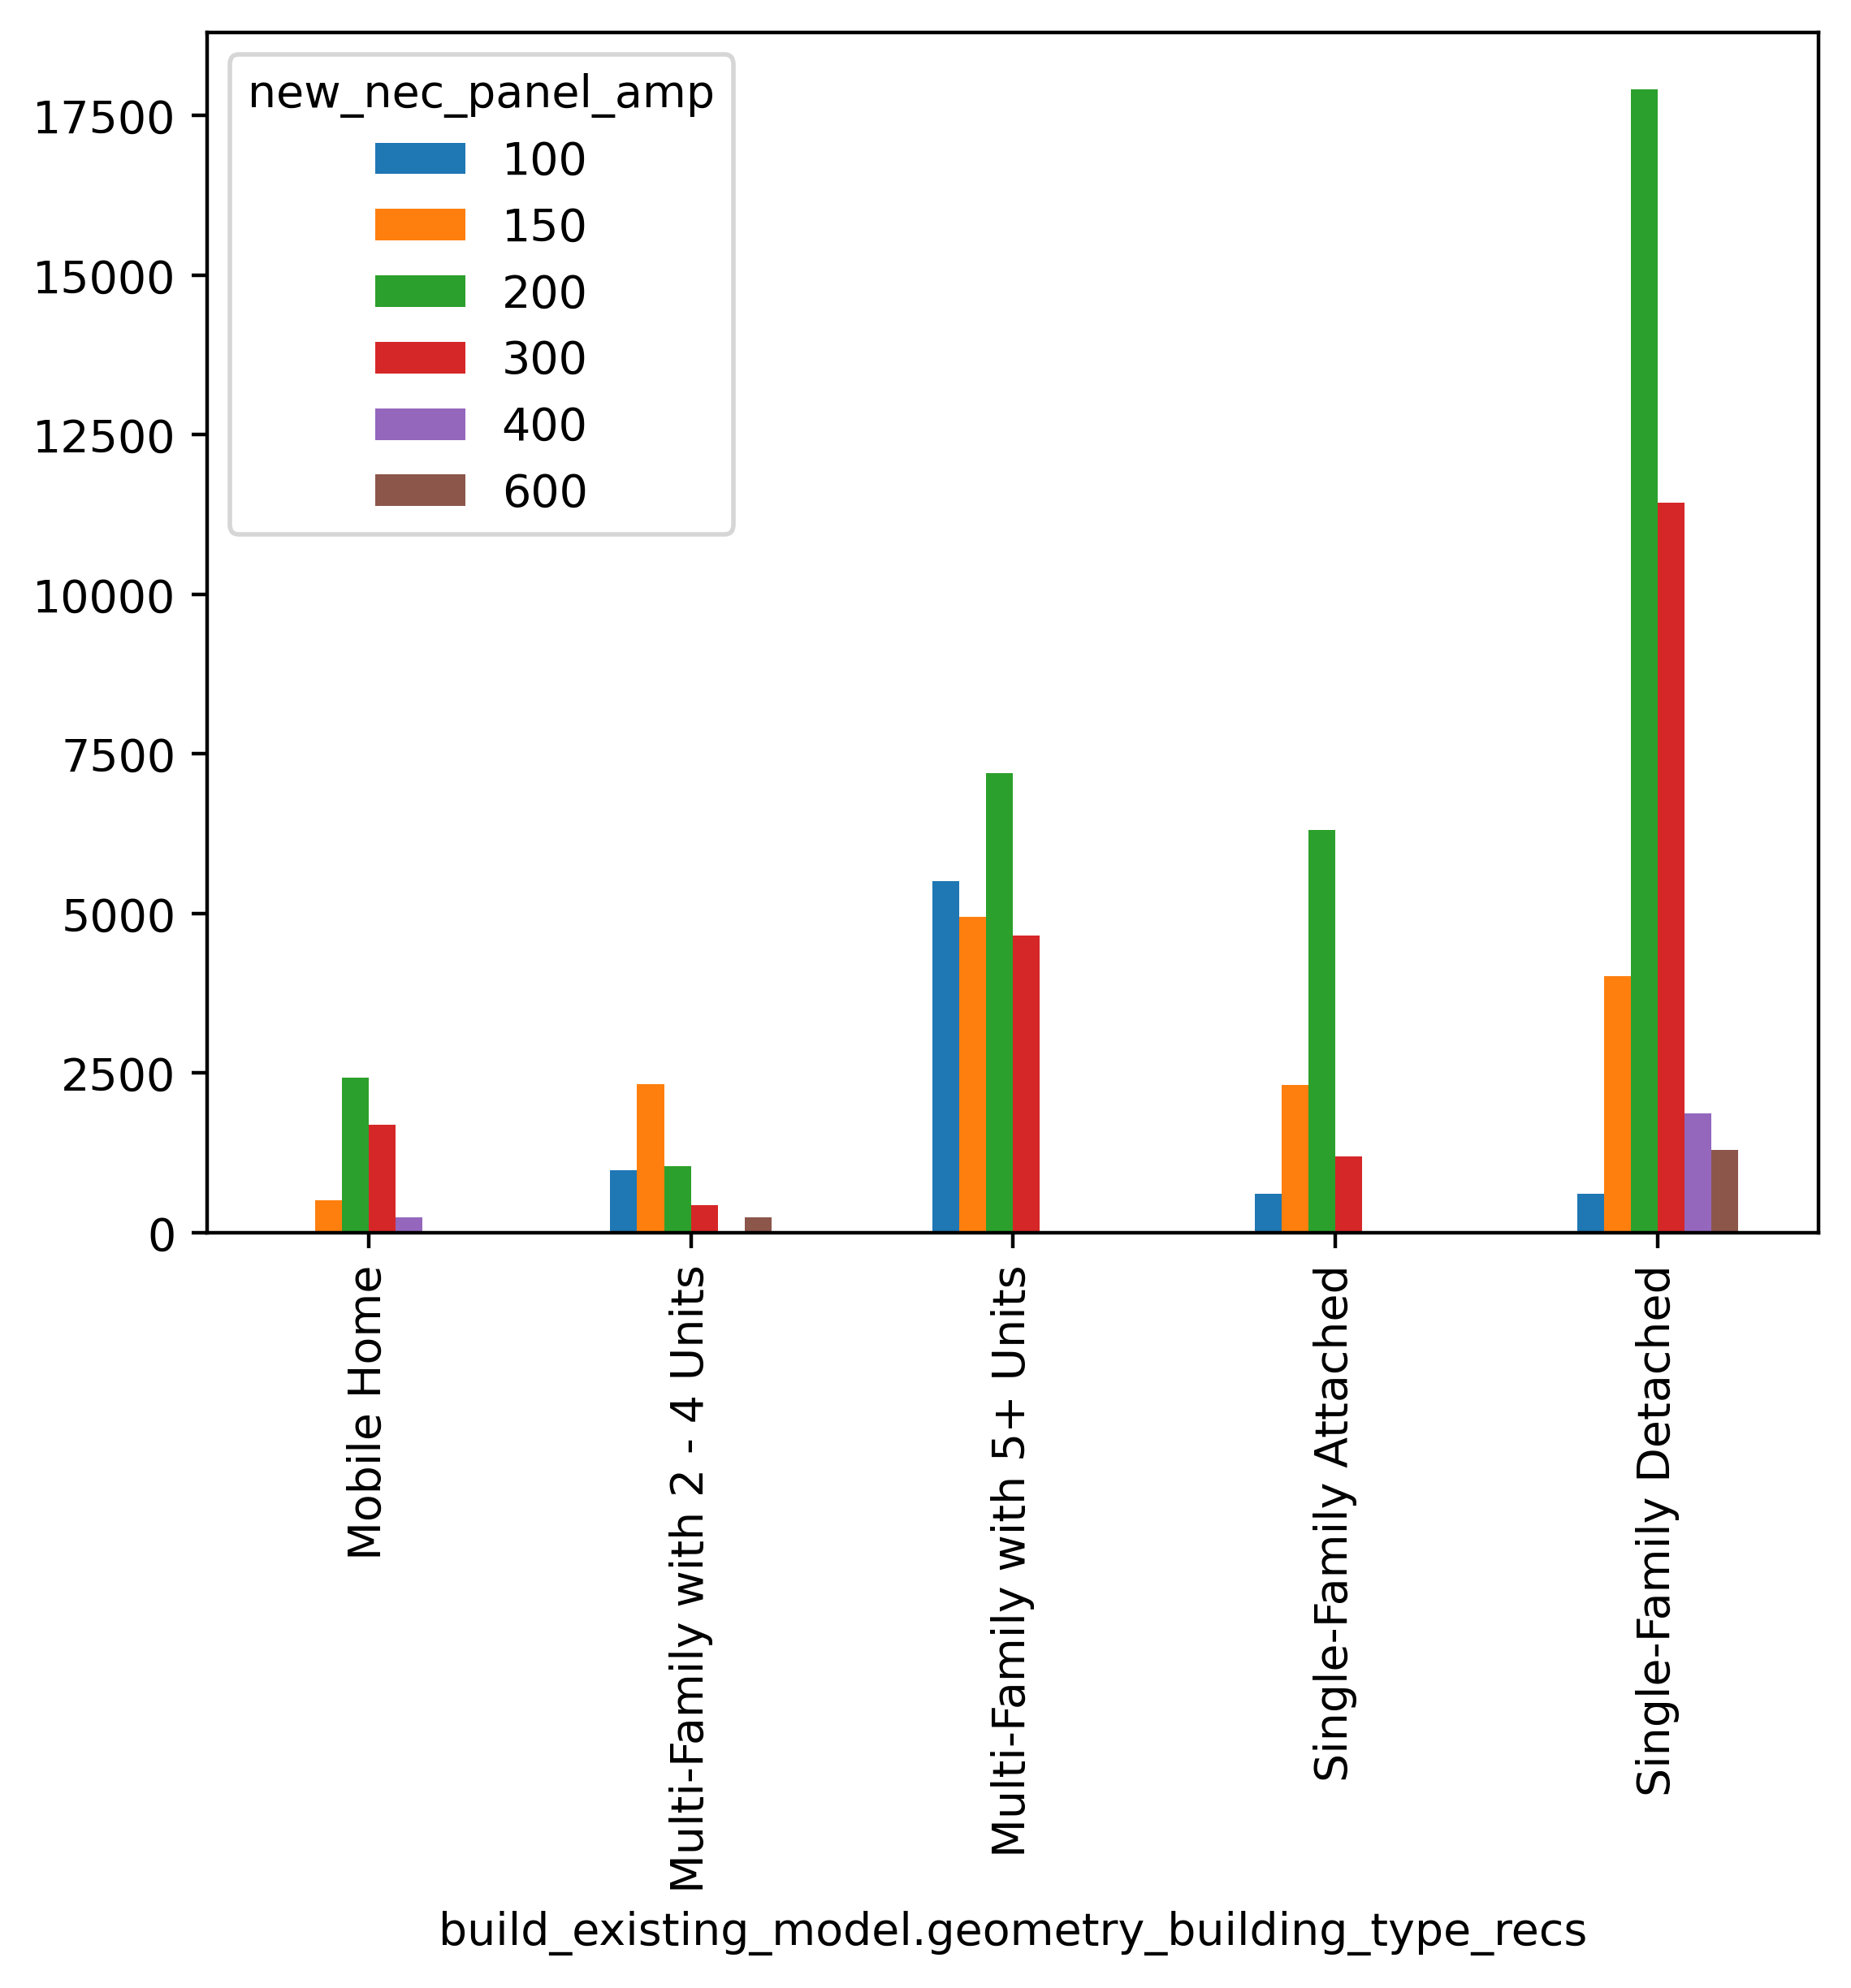 new_nec_panel_amp
100
150
200
300
400
600
17500
15000
12500
10000
7500
5000
2500
0
Mobile Home
Multi-Family with 2 - 4 Units
Multi-Family with 5+ Units
Single-Family Attached
Single-Family Detached
build_existing_model.geometry_building_type_recs